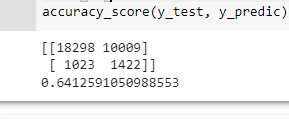 accuracy_score(y_test, y_predic)
[[18298 10009]
 [ 1023  1422]]
0.6412591050988553